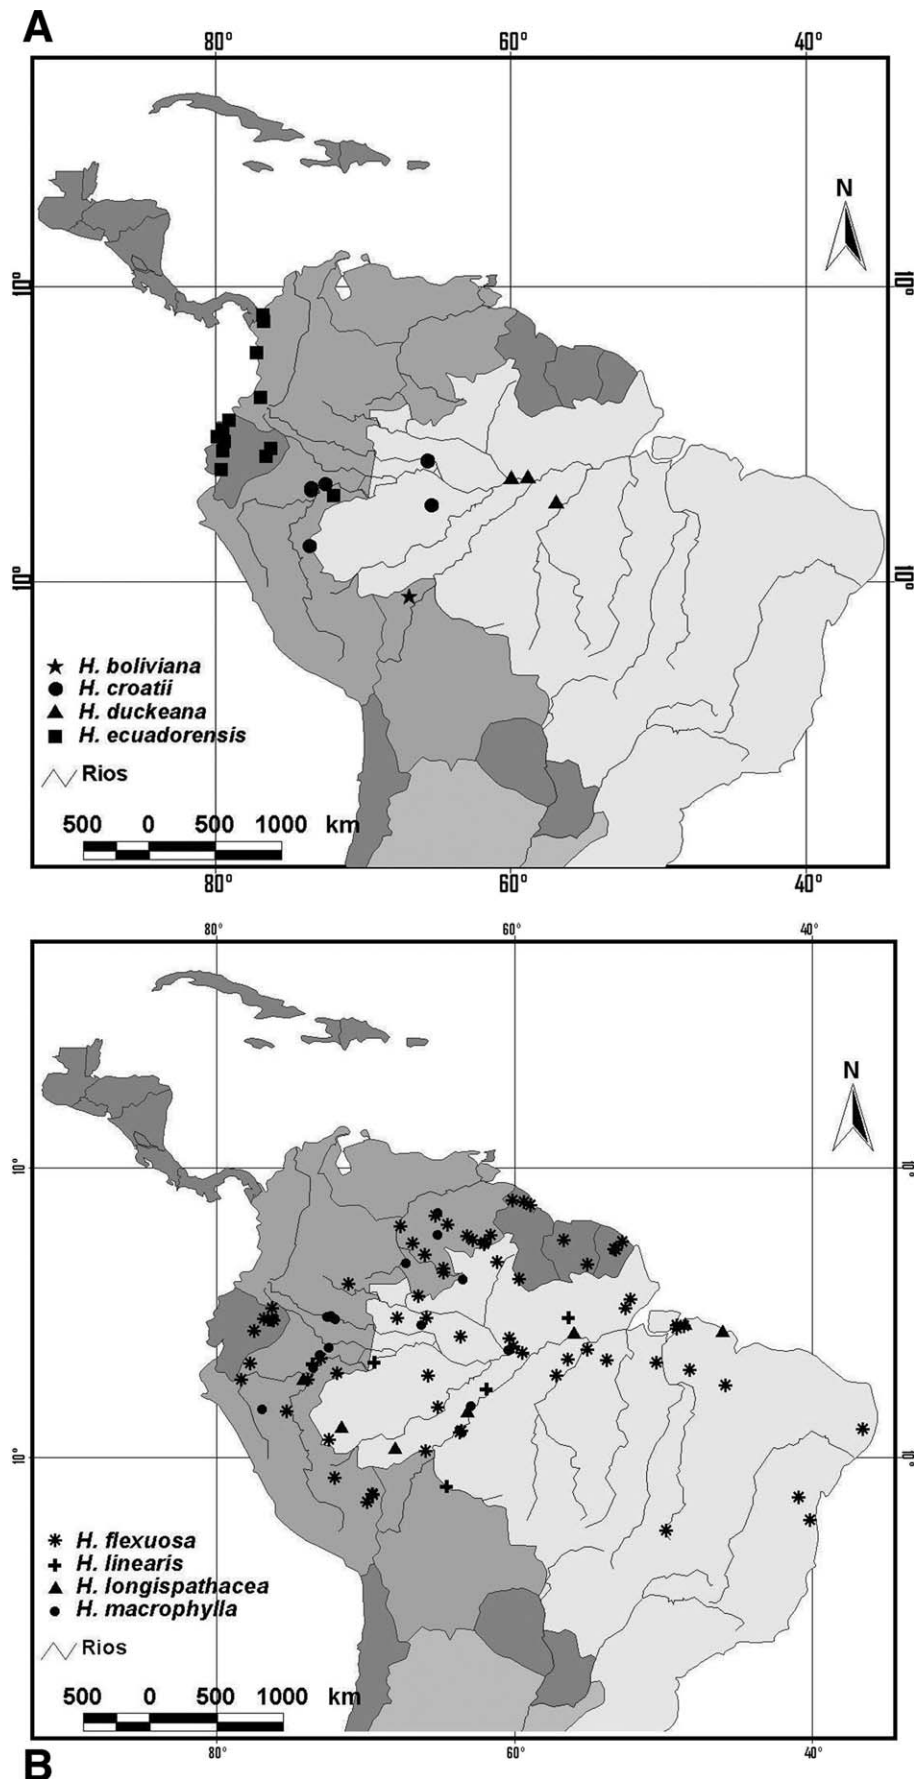 A
80° 60° 40°
N
10° 10°
10° 10°
H. boliviana
H. croatii
H. duckeana
H. ecuadorensis
Rios
500 0 500 1000 km
80° 60° 40°
80° 60° 40°
N
10° 10°
10° 10°
H. flexuosa
H. linearis
H. longispathacea
H. macrophylla
Rios
500 0 500 1000 km
80° 60° 40°
B